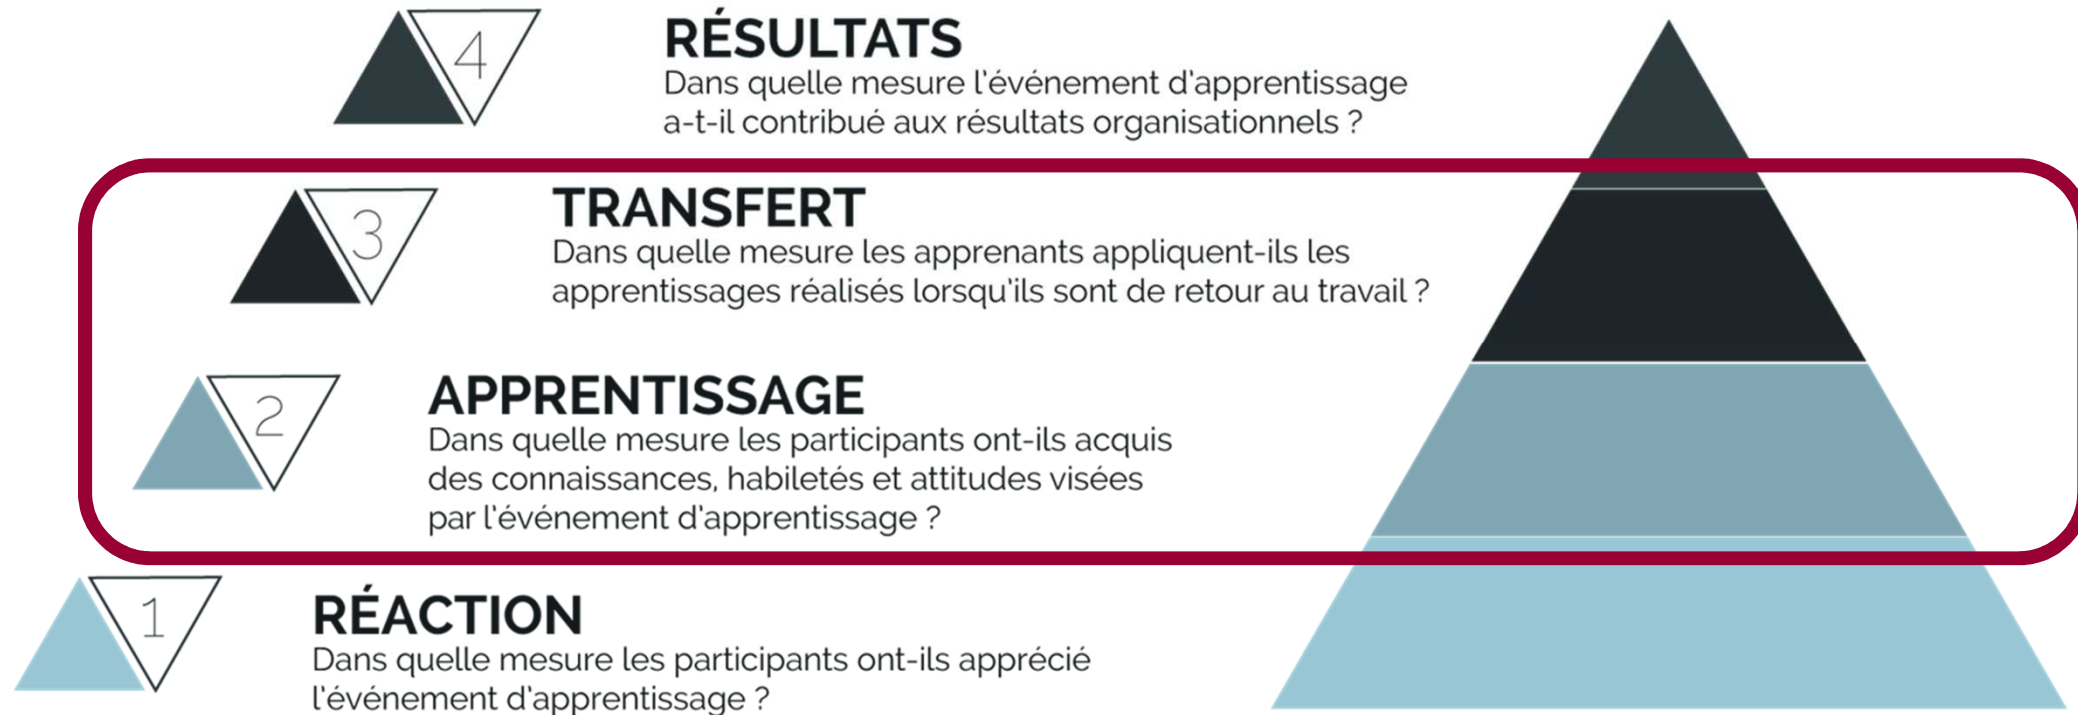 4
RÉSULTATS
Dans quelle mesure l'événement d'apprentissage
a-t-il contribué aux résultats organisationnels ?
3
TRANSFERT
Dans quelle mesure les apprenants appliquent-ils les
apprentissages réalisés lorsqu'ils sont de retour au travail ?
2
APPRENTISSAGE
Dans quelle mesure les participants ont-ils acquis
des connaissances, habiletés et attitudes visées
par l'événement d'apprentissage ?
1
RÉACTION
Dans quelle mesure les participants ont-ils apprécié
l'événement d'apprentissage ?